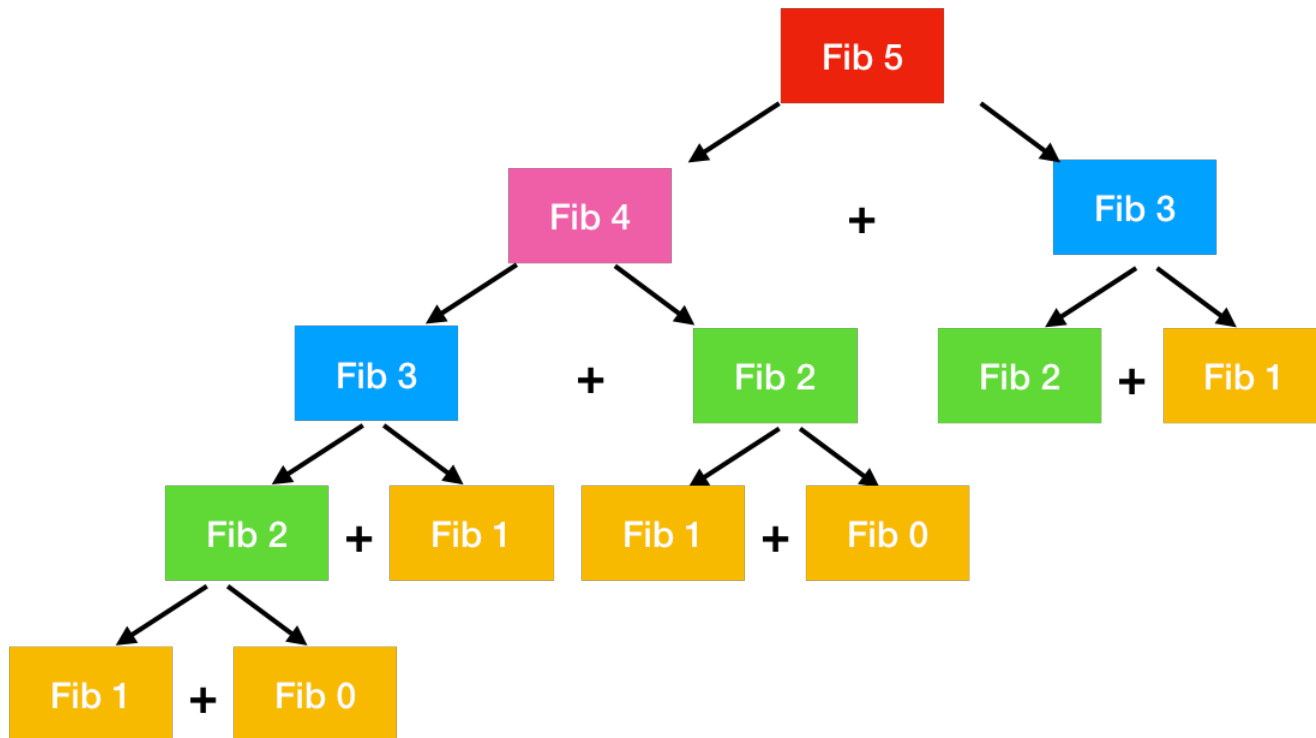 Fib 5
Fib 4 + Fib 3
Fib 3 + Fib 2 Fib 2 + Fib 1
Fib 2 + Fib 1 Fib 1 + Fib 0
Fib 1 + Fib 0